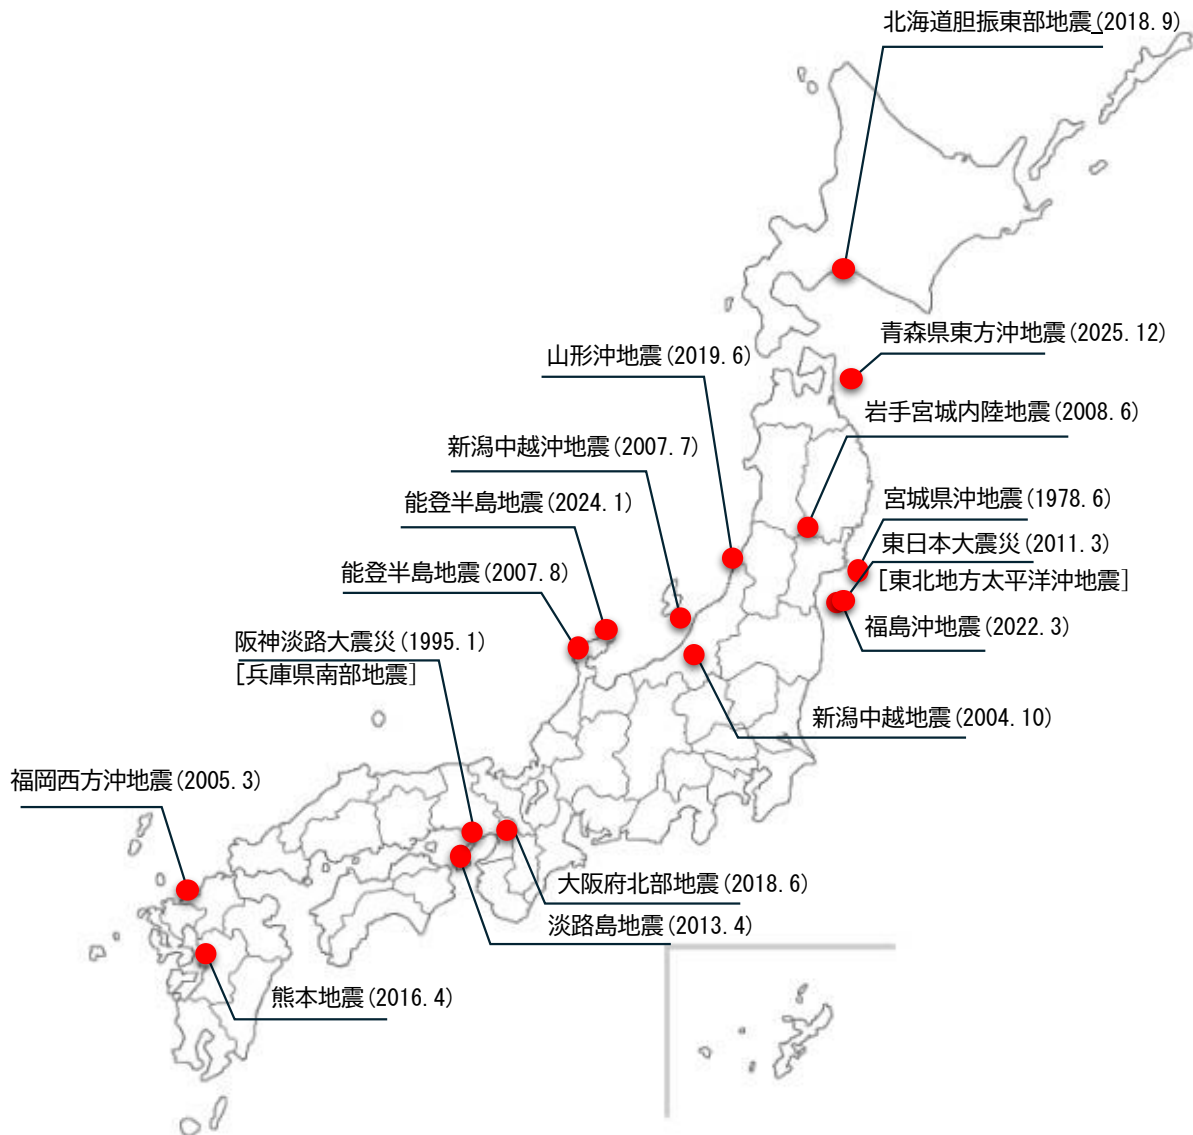 北海道胆振東部地震(2018.9)
青森県東方沖地震(2025.12)
山形沖地震(2019.6)
岩手宮城内陸地震(2008.6)
新潟中越沖地震(2007.7)
能登半島地震(2024.1)
宮城県沖地震(1978.6)
東日本大震災(2011.3)
[東北地方太平洋沖地震]
能登半島地震(2007.8)
福島沖地震(2022.3)
阪神淡路大震災(1995.1)
[兵庫県南部地震]
新潟中越地震(2004.10)
福岡西方沖地震(2005.3)
大阪府北部地震(2018.6)
淡路島地震(2013.4)
熊本地震(2016.4)